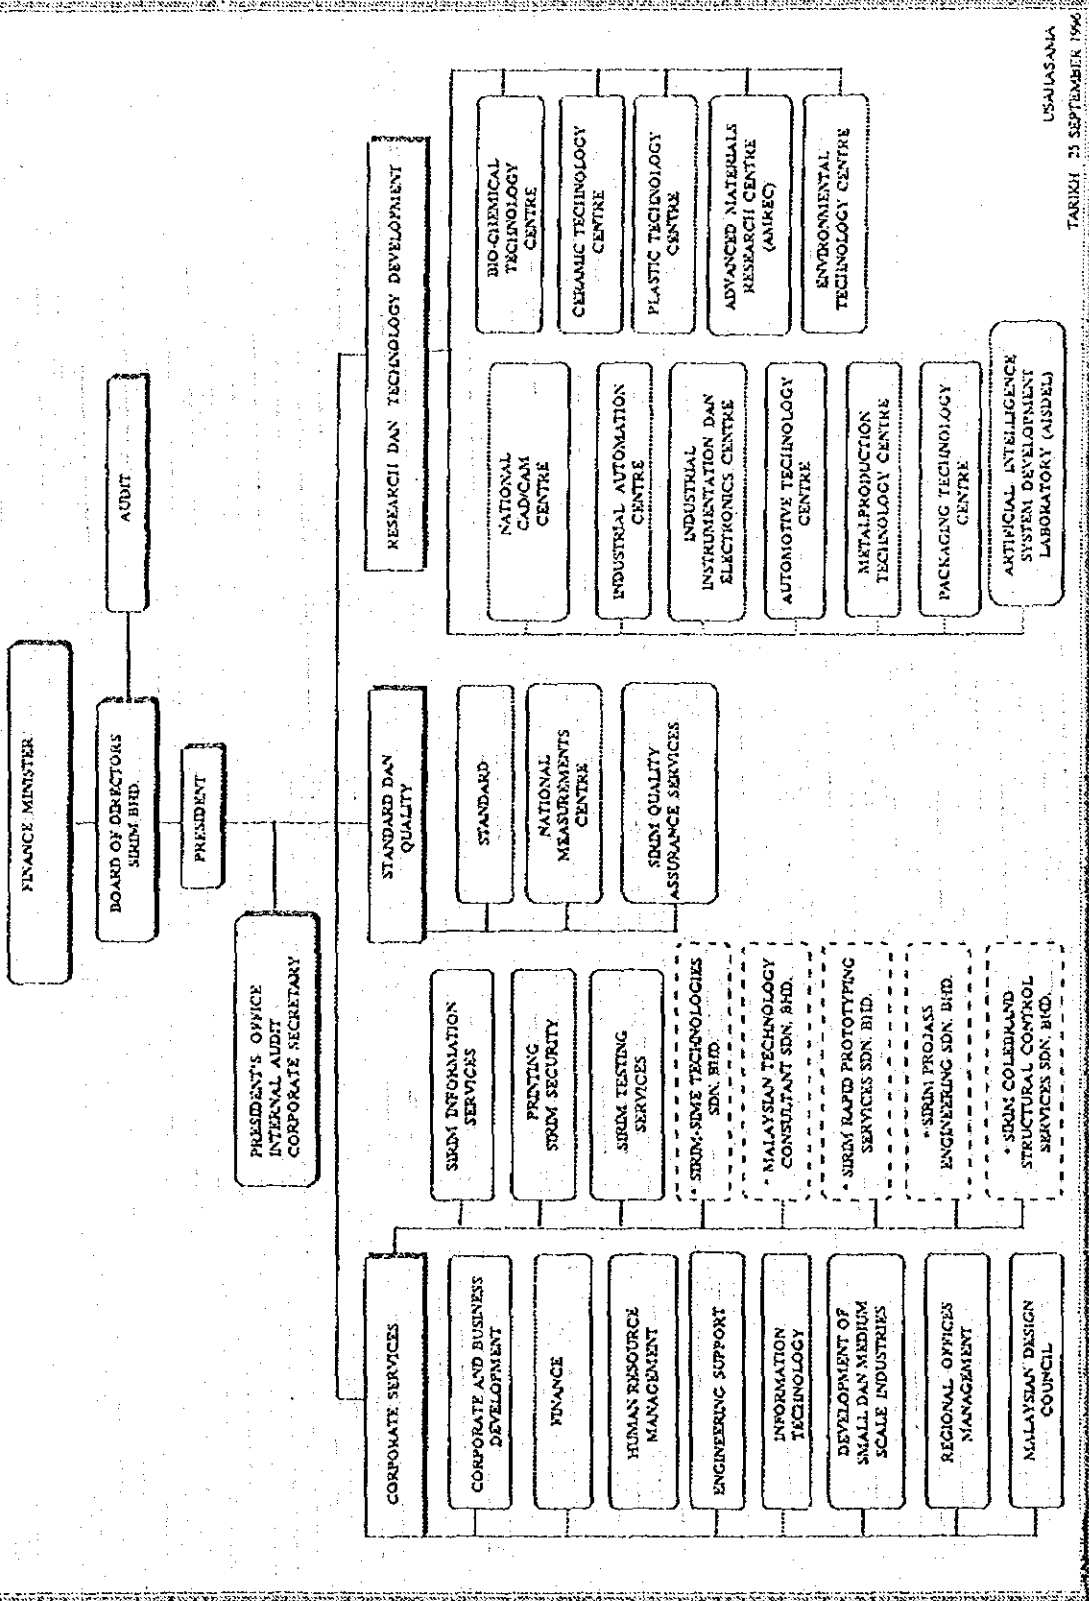 FINANCE MINISTER
BOARD OF DIRECTORS
SIRIM BHD.
AUDIT
PRESIDENT
PRESIDENT'S OFFICE
INTERNAL AUDIT
CORPORATE SECRETARY
CORPORATE SERVICES
STANDARD DAN
QUALITY
RESEARCH DAN TECHNOLOGY DEVELOPMENT
CORPORATE AND BUSINESS
DEVELOPMENT
FINANCE
HUMAN RESOURCE
MANAGEMENT
ENGINEERING SUPPORT
INFORMATION
TECHNOLOGY
DEVELOPMENT OF
SMALL DAN MEDIUM
SCALE INDUSTRIES
REGIONAL OFFICES
MANAGEMENT
MALAYSIAN DESIGN
COUNCIL
SIRIM INFORMATION
SERVICES
PRINTING
SIRIM SECURITY
SIRIM TESTING
SERVICES
* SIRIM-SIME TECHNOLOGIES
SDN. BHD.
* MALAYSIAN TECHNOLOGY
CONSULTANT SDN. BHD.
* SIRIM RAPID PROTOTYPING
SERVICES SDN. BHD.
* SIRIM PROJASS
ENGINEERING SDN. BHD.
* SIRIM COLEBRAND
STRUCTURAL CONTROL
SERVICES SDN. BHD.
STANDARD
NATIONAL
MEASUREMENTS
CENTRE
SIRIM QUALITY
ASSURANCE SERVICES
NATIONAL
CAD/CAM
CENTRE
INDUSTRIAL AUTOMATION
CENTRE
INDUSTRIAL
INSTRUMENTATION DAN
ELECTRONICS CENTRE
AUTOMOTIVE TECHNOLOGY
CENTRE
METALPRODUCTION
TECHNOLOGY CENTRE
PACKAGING TECHNOLOGY
CENTRE
ARTIFICIAL INTELLIGENCE
SYSTEM DEVELOPMENT
LABORATORY (AISDEL)
BIO-CHEMICAL
TECHNOLOGY
CENTRE
CERAMIC TECHNOLOGY
CENTRE
PLASTIC TECHNOLOGY
CENTRE
ADVANCED MATERIALS
RESEARCH CENTRE
(AMREC)
ENVIRONMENTAL
TECHNOLOGY CENTRE
USAHASAMA
TARIKH 25 SEPTEMBER 1996